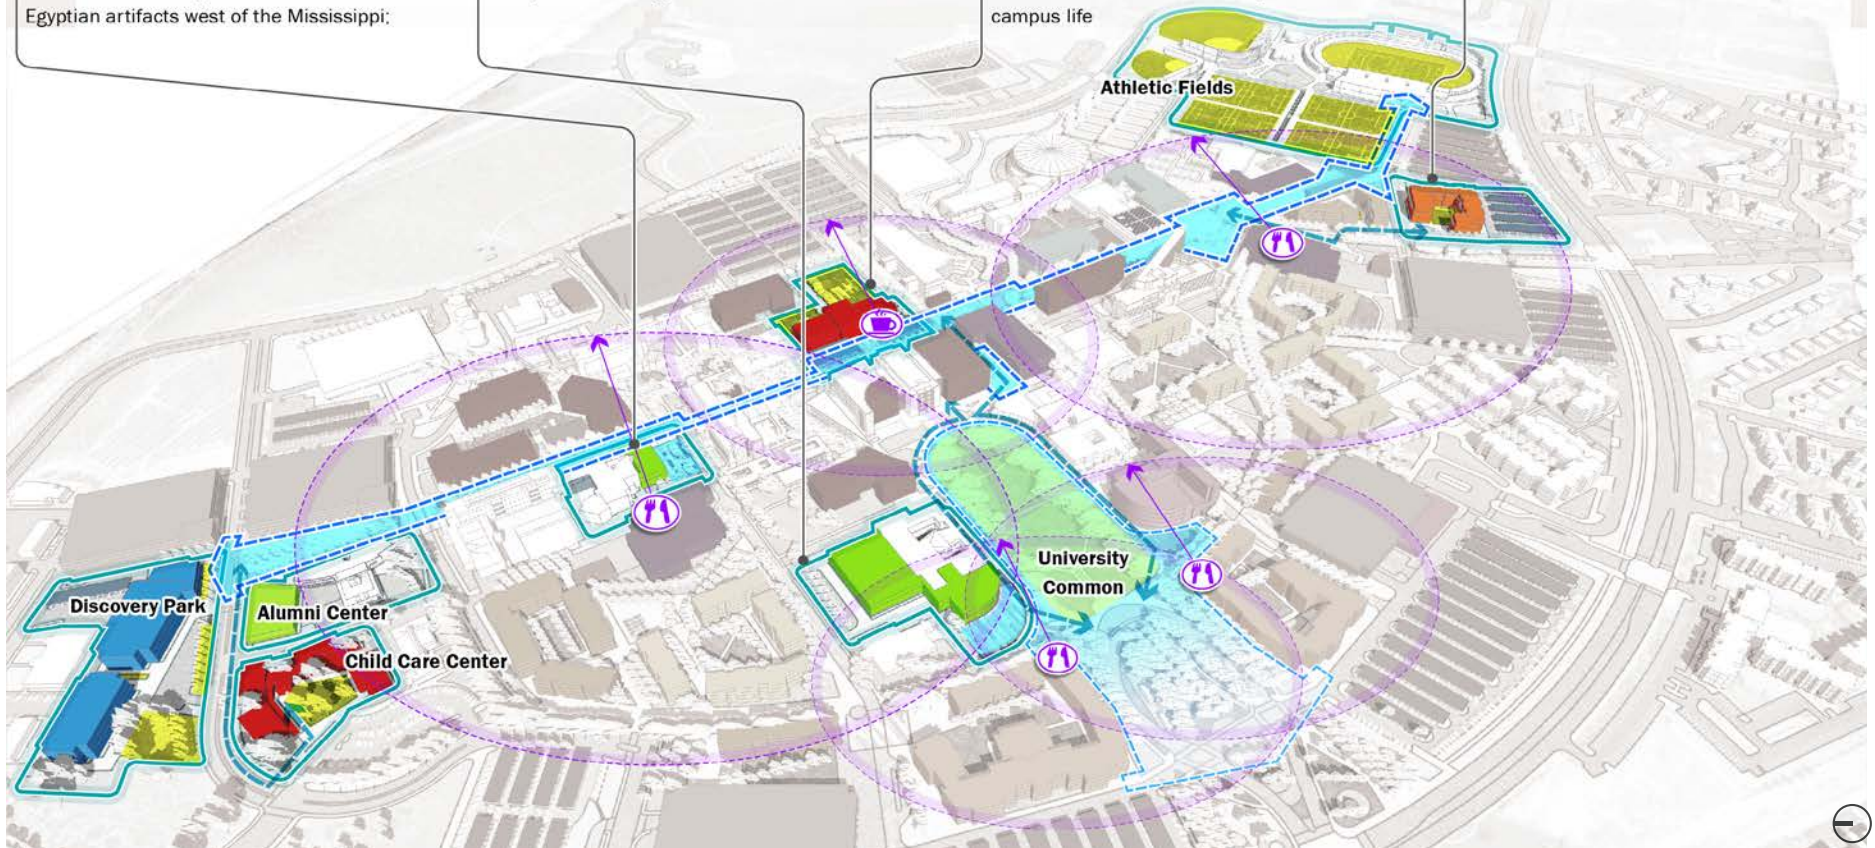 Egyptian artifacts west of the Mississippi;
campus life
Athletic Fields
University
Common
Discovery Park
Alumni Center
Child Care Center